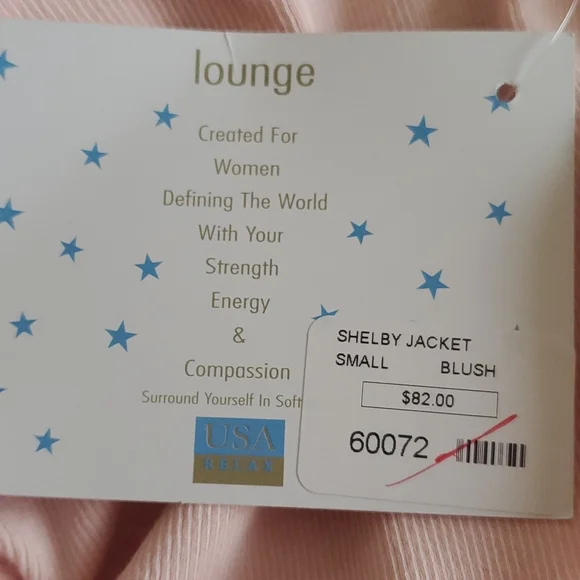 lounge
Created For
Women
Defining The World
With Your
Strength
Energy
&
Compassion
Surround Yourself In Soft
USA
RELAX
SHELBY JACKET
SMALL BLUSH
$82.00
60072